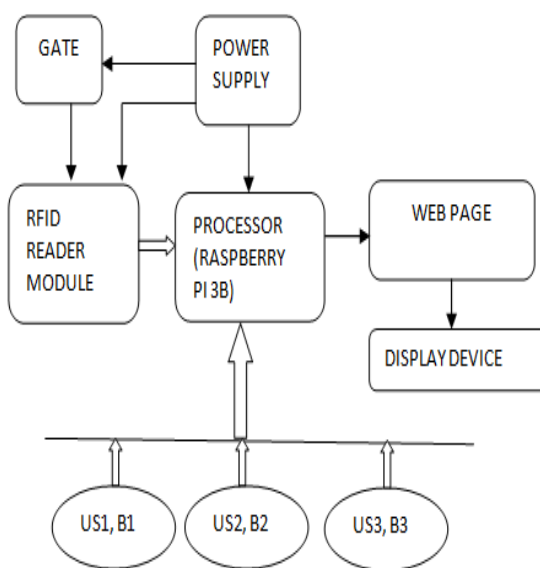 GATE
POWER
SUPPLY
RFID
READER
MODULE
PROCESSOR
(RASPBERRY
PI 3B)
WEB PAGE
DISPLAY DEVICE
US1, B1
US2, B2
US3, B3